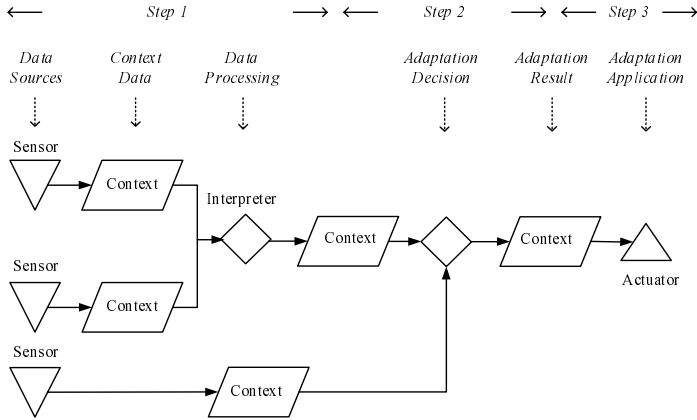 Step 1
Step 2
Step 3
Data
Sources
Context
Data
Data
Processing
Adaptation
Decision
Adaptation
Result
Adaptation
Application
Sensor
Context
Interpreter
Context
Context
Actuator
Sensor
Context
Sensor
Context